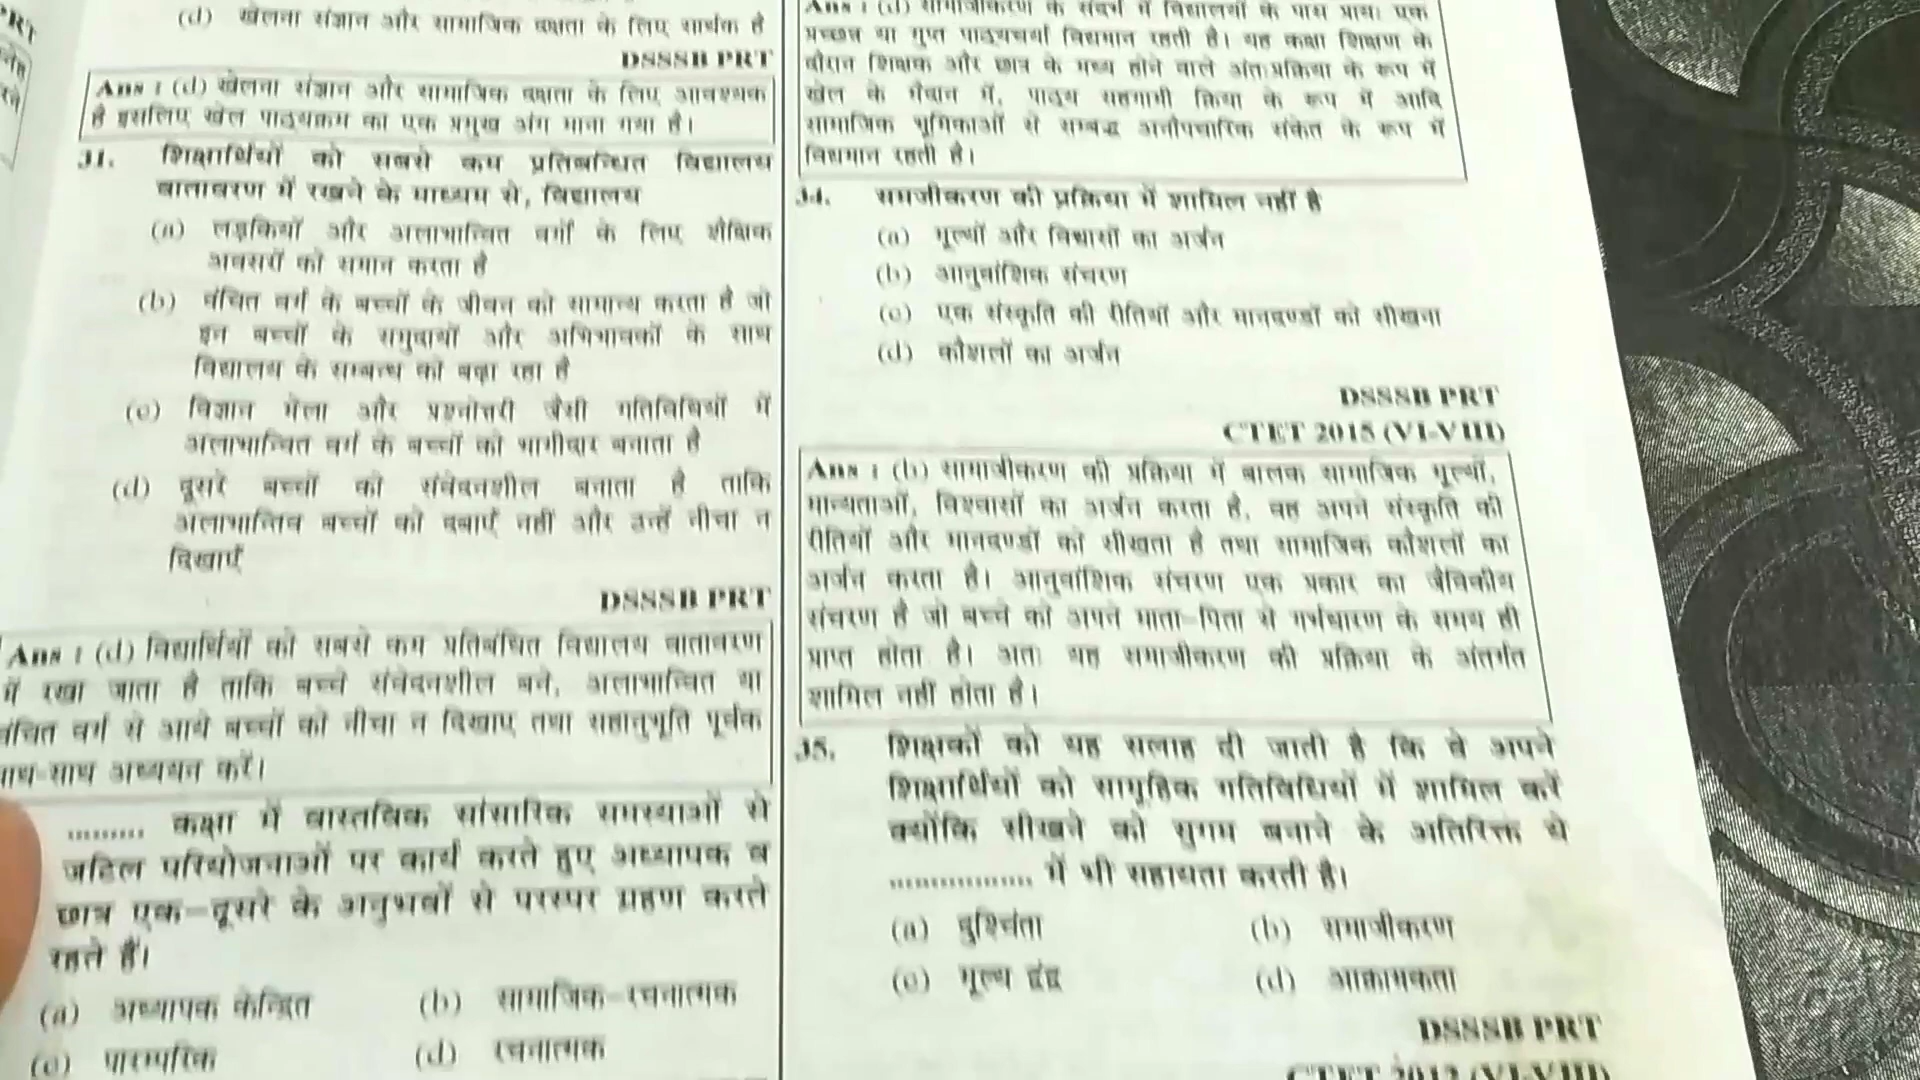 (d) खेलना संज्ञान और सामाजिक दक्षता के लिए सार्थक है
DSSSB PRT
Ans : (d) खेलना संज्ञान और सामाजिक दक्षता के लिए आवश्यक
है इसलिए खेल पाठ्यक्रम का एक प्रमुख अंग माना गया है।
31. शिक्षार्थियों को सबसे कम प्रतिबन्धित विद्यालय
वातावरण में रखने के माध्यम से, विद्यालय
(a) लड़कियों और अलाभान्वित वर्गों के लिए शैक्षिक
अवसरों को समान करता है
(b) वंचित वर्ग के बच्चों के जीवन को सामान्य करता है जो
इन बच्चों के समुदायों और अभिभावकों के साथ
विद्यालय के सम्बन्ध को बढ़ा रहा है
(c) विज्ञान मेला और प्रश्नोत्तरी जैसी गतिविधियों में
अलाभान्वित वर्ग के बच्चों को भागीदार बनाता है
(d) दूसरे बच्चों को संवेदनशील बनाता है ताकि
अलाभान्वित बच्चों को दबाएँ नहीं और उन्हें नीचा न
दिखाएँ
DSSSB PRT
Ans : (d) विद्यार्थियों को सबसे कम प्रतिबंधित विद्यालय वातावरण
में रखा जाता है ताकि बच्चे संवेदनशील बने, अलाभान्वित या
वंचित वर्ग से आये बच्चों को नीचा न दिखाए तथा सहानुभूति पूर्वक
साथ-साथ अध्ययन करें।
......... कक्षा में वास्तविक सांसारिक समस्याओं से
जटिल परियोजनाओं पर कार्य करते हुए अध्यापक व
छात्र एक-दूसरे के अनुभवों से परस्पर ग्रहण करते
रहते हैं।
(a) अध्यापक केन्द्रित (b) सामाजिक-रचनात्मक
(c) पारम्परिक (d) रचनात्मक
Ans : (d) सामाजीकरण के संदर्भ में विद्यालयों के पास प्रायः एक
प्रच्छन्न या गुप्त पाठ्यचर्या विद्यमान रहती है। यह कक्षा शिक्षण के
दौरान शिक्षक और छात्र के मध्य होने वाले अंतःप्रक्रिया के रूप में
खेल के मैदान में, पाठ्य सहगामी क्रिया के रूप में आदि
सामाजिक भूमिकाओं से सम्बद्ध अनौपचारिक संकेत के रूप में
विद्यमान रहती है।
34. समजीकरण की प्रक्रिया में शामिल नहीं है
(a) मूल्यों और विश्वासों का अर्जन
(b) आनुवांशिक संचरण
(c) एक संस्कृति की रीतियों और मानदण्डों को सीखना
(d) कौशलों का अर्जन
DSSSB PRT
CTET 2015 (VI-VIII)
Ans : (b) सामाजीकरण की प्रक्रिया में बालक सामाजिक मूल्यों,
मान्यताओं, विश्वासों का अर्जन करता है, वह अपने संस्कृति की
रीतियों और मानदण्डों को सीखता है तथा सामाजिक कौशलों का
अर्जन करता है। आनुवांशिक संचरण एक प्रकार का जैविकीय
संचरण है जो बच्चे को अपने माता-पिता से गर्भधारण के समय ही
प्राप्त होता है। अतः यह समाजीकरण की प्रक्रिया के अंतर्गत
शामिल नहीं होता है।
35. शिक्षकों को यह सलाह दी जाती है कि वे अपने
शिक्षार्थियों को सामूहिक गतिविधियों में शामिल करें
क्योंकि सीखने को सुगम बनाने के अतिरिक्त ये
................ में भी सहायता करती है।
(a) दुश्चिंता (b) समाजीकरण
(c) मूल्य द्वंद्व (d) आक्रामकता
DSSSB PRT
CTET 2012 (VI-VIII)